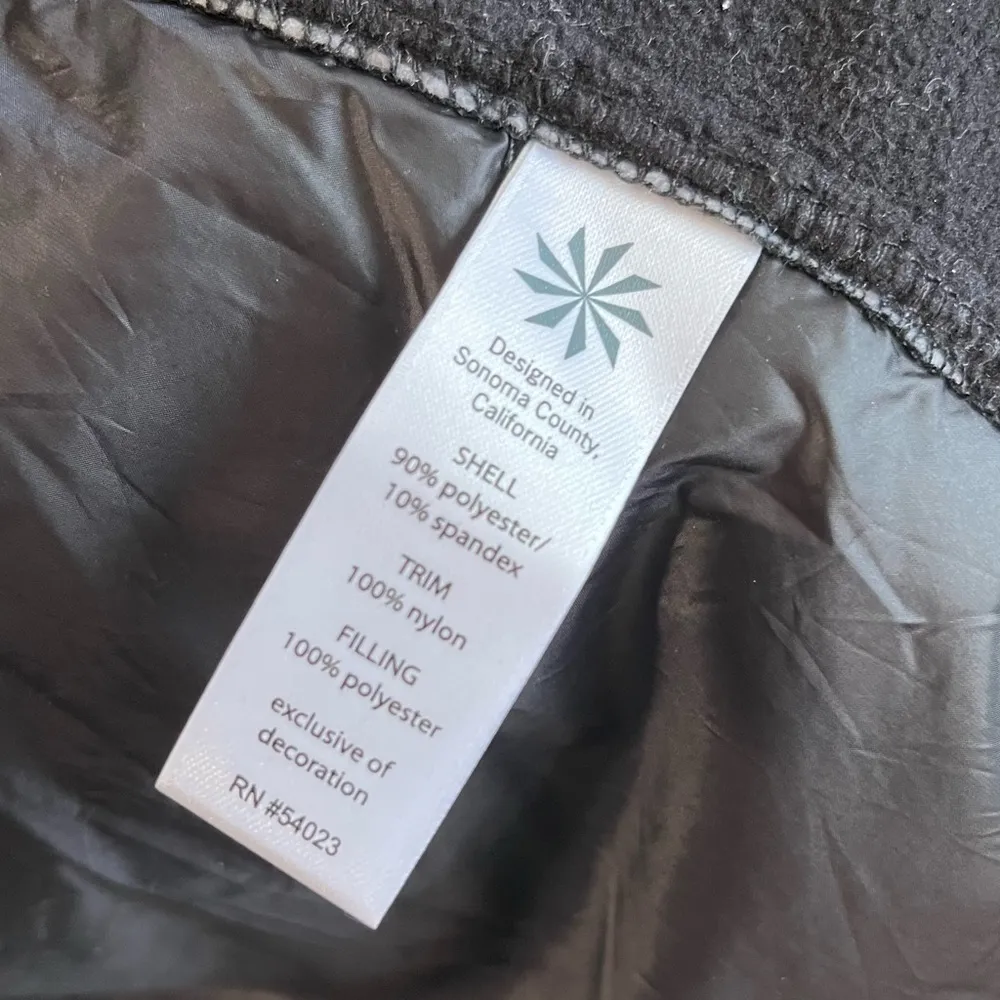 Designed in
Sonoma County,
California
SHELL
90% polyester/
10% spandex
TRIM
100% nylon
FILLING
100% polyester
exclusive of
decoration
RN #54023